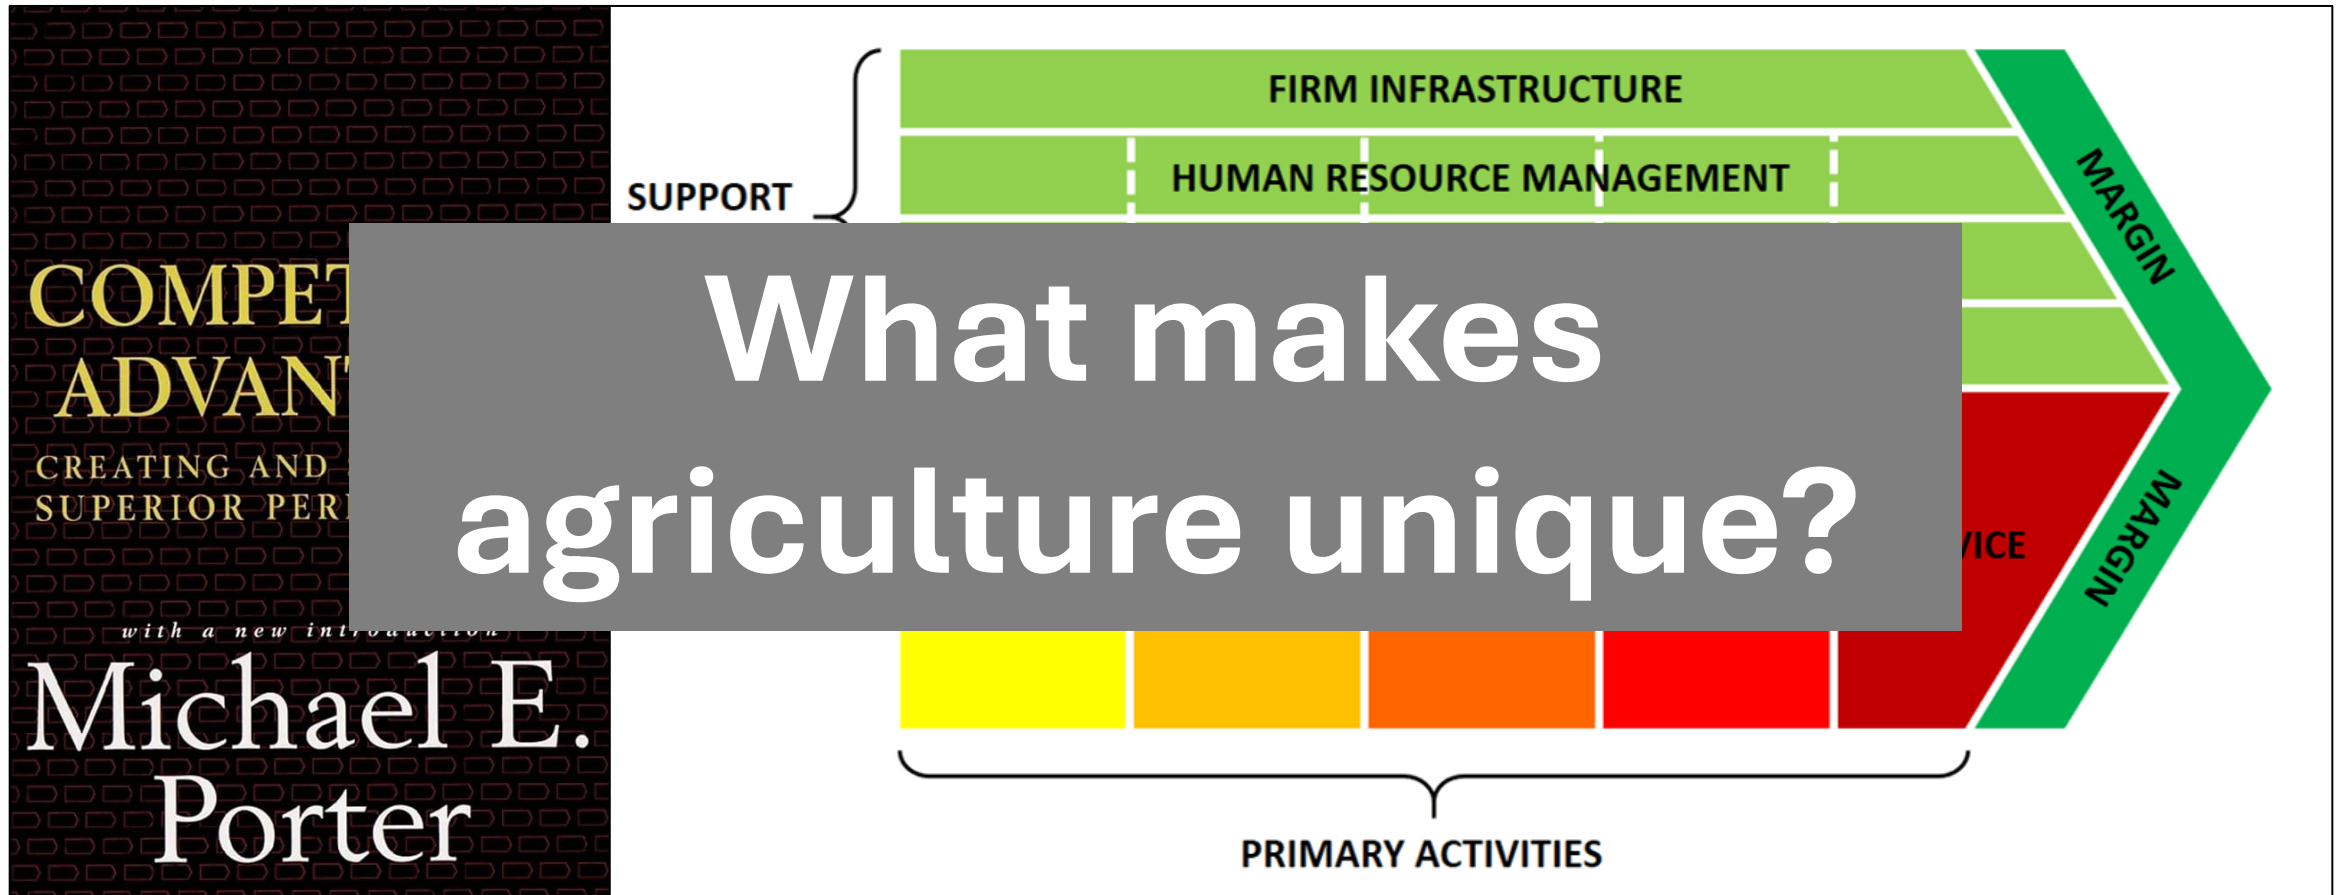 COMPET
ADVAN
CREATING AND
SUPERIOR PER
with a new introduction
Michael E.
Porter
SUPPORT
FIRM INFRASTRUCTURE
HUMAN RESOURCE MANAGEMENT
What makes
agriculture unique?
VICE
MARGIN
MARGIN
PRIMARY ACTIVITIES